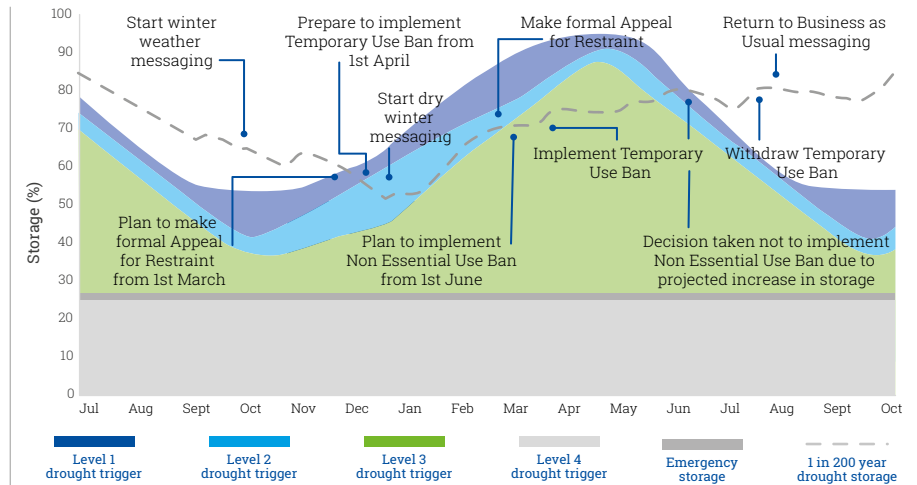 100
90
80
70
60
50
40
30
20
10
0
Storage (%)
Start winter
weather
messaging
Prepare to implement
Temporary Use Ban from
1st April
Make formal Appeal
for Restraint
Return to Business as
Usual messaging
Start dry
winter
messaging
Implement Temporary
Use Ban
Withdraw Temporary
Use Ban
Plan to make
formal Appeal
for Restraint
from 1st March
Plan to implement
Non Essential Use Ban
from 1st June
Decision taken not to implement
Non Essential Use Ban due to
projected increase in storage
Jul Aug Sept Oct Nov Dec Jan Feb Mar Apr May Jun Jul Aug Sept Oct
Level 1
drought trigger
Level 2
drought trigger
Level 3
drought trigger
Level 4
drought trigger
Emergency
storage
1 in 200 year
drought storage